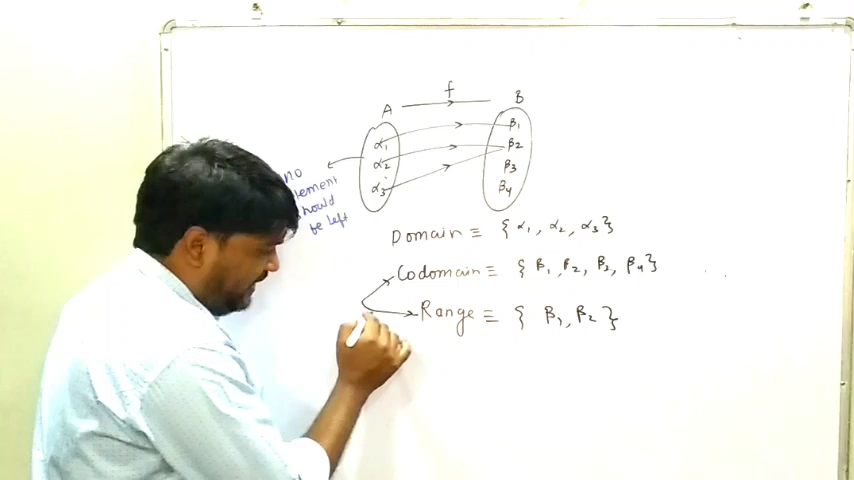 f
A B
α1 β1
α2 β2
α3 β3
β4
no
element
should
be left
Domain ≡ { α1, α2, α3 }
Codomain ≡ { β1, β2, β3, β4 }
Range ≡ { β1, β2 }